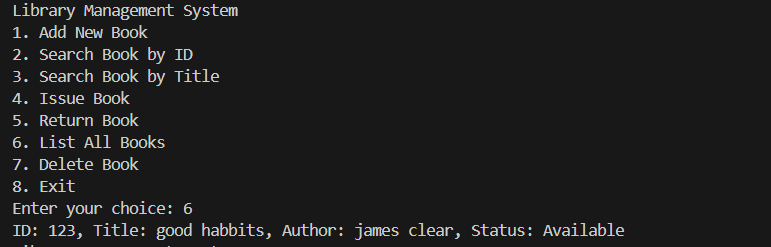 Library Management System
1. Add New Book
2. Search Book by ID
3. Search Book by Title
4. Issue Book
5. Return Book
6. List All Books
7. Delete Book
8. Exit
Enter your choice: 6
ID: 123, Title: good habbits, Author: james clear, Status: Available